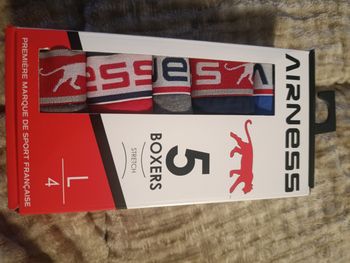 AIRNESS
5
BOXERS
STRETCH
PREMIÈRE MARQUE DE SPORT FRANÇAISE
L
4